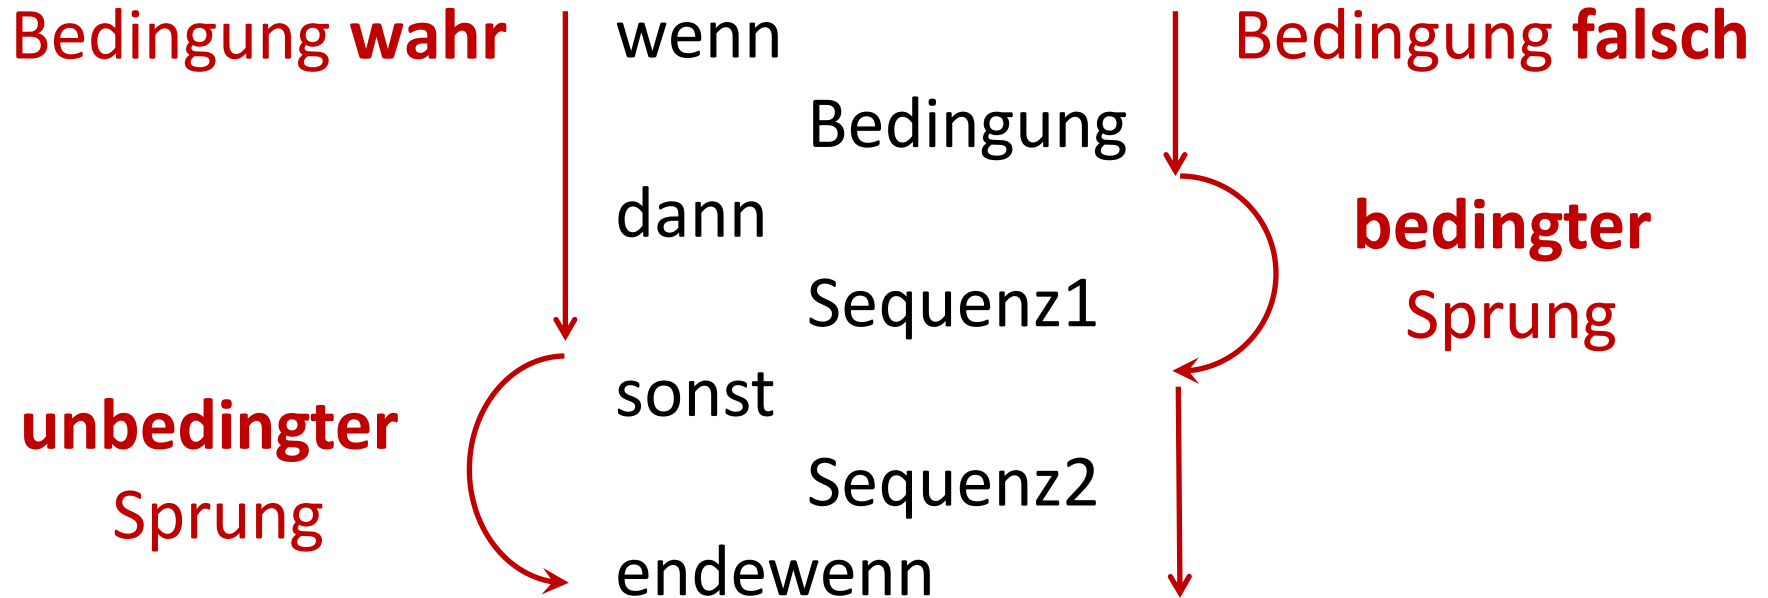 Bedingung wahr
wenn
Bedingung falsch
Bedingung
dann
bedingter
Sprung
Sequenz1
sonst
unbedingter
Sprung
Sequenz2
endewenn